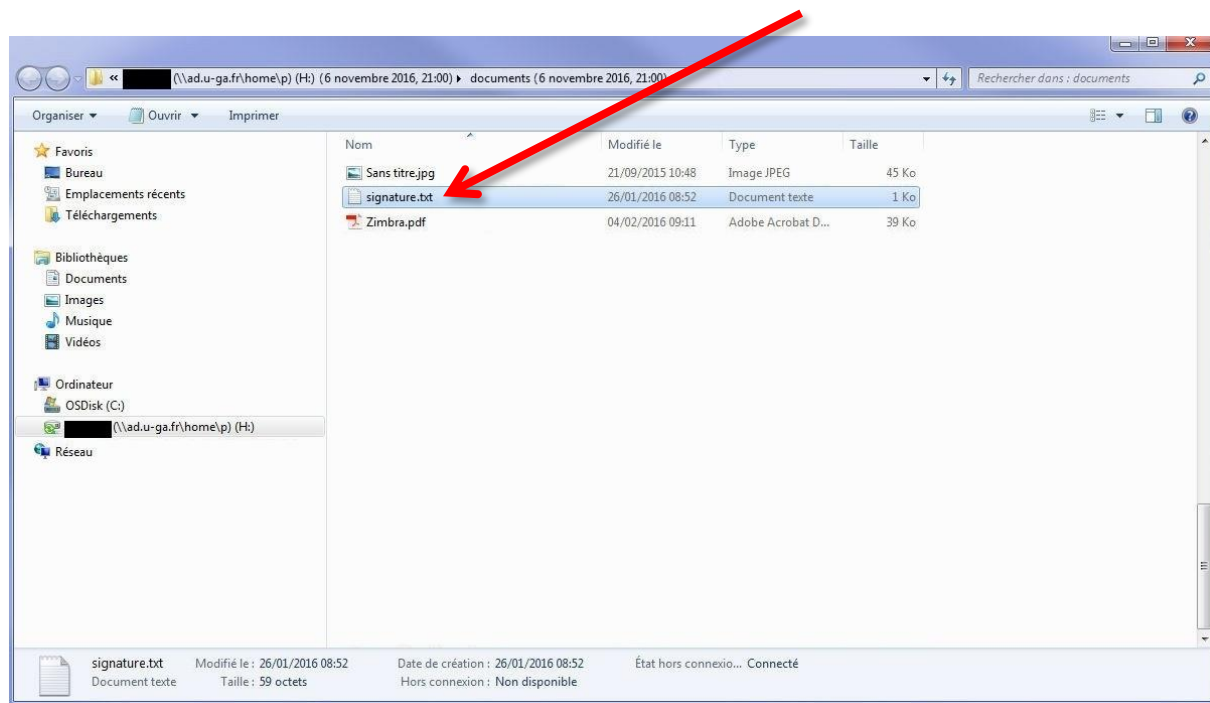 « (\\ad.u-ga.fr\home\p) (H:) (6 novembre 2016, 21:00) ▸ documents (6 novembre 2016, 21:00) Rechercher dans : documents
Organiser Ouvrir Imprimer
Favoris
Bureau
Emplacements récents
Téléchargements
Bibliothèques
Documents
Images
Musique
Vidéos
Ordinateur
OSDisk (C:)
(\\ad.u-ga.fr\home\p) (H:)
Réseau
Nom Modifié le Type Taille
Sans titre.jpg 21/09/2015 10:48 Image JPEG 45 Ko
signature.txt 26/01/2016 08:52 Document texte 1 Ko
Zimbra.pdf 04/02/2016 09:11 Adobe Acrobat D... 39 Ko
signature.txt Modifié le : 26/01/2016 08:52 Date de création : 26/01/2016 08:52 État hors connexio... Connecté
Document texte Taille : 59 octets Hors connexion : Non disponible